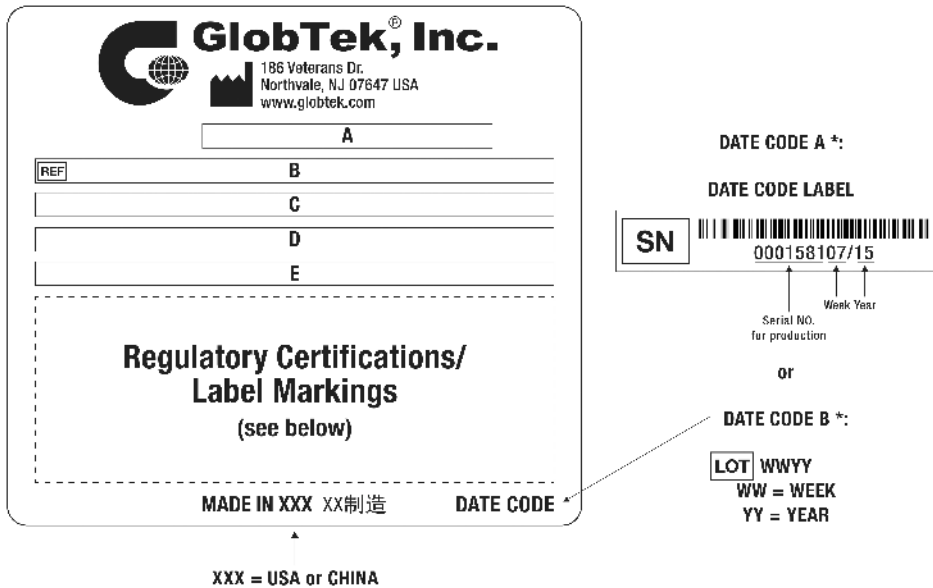 GlobTek®, Inc.
186 Veterans Dr.
Northvale, NJ 07647 USA
www.globtek.com
A
REF B
C
D
E
Regulatory Certifications/
Label Markings
(see below)
MADE IN XXX XX制造 DATE CODE
XXX = USA or CHINA
DATE CODE A *:
DATE CODE LABEL
SN
000158107/15
Week Year
Serial NO.
for production
or
DATE CODE B *:
LOT WWYY
WW = WEEK
YY = YEAR